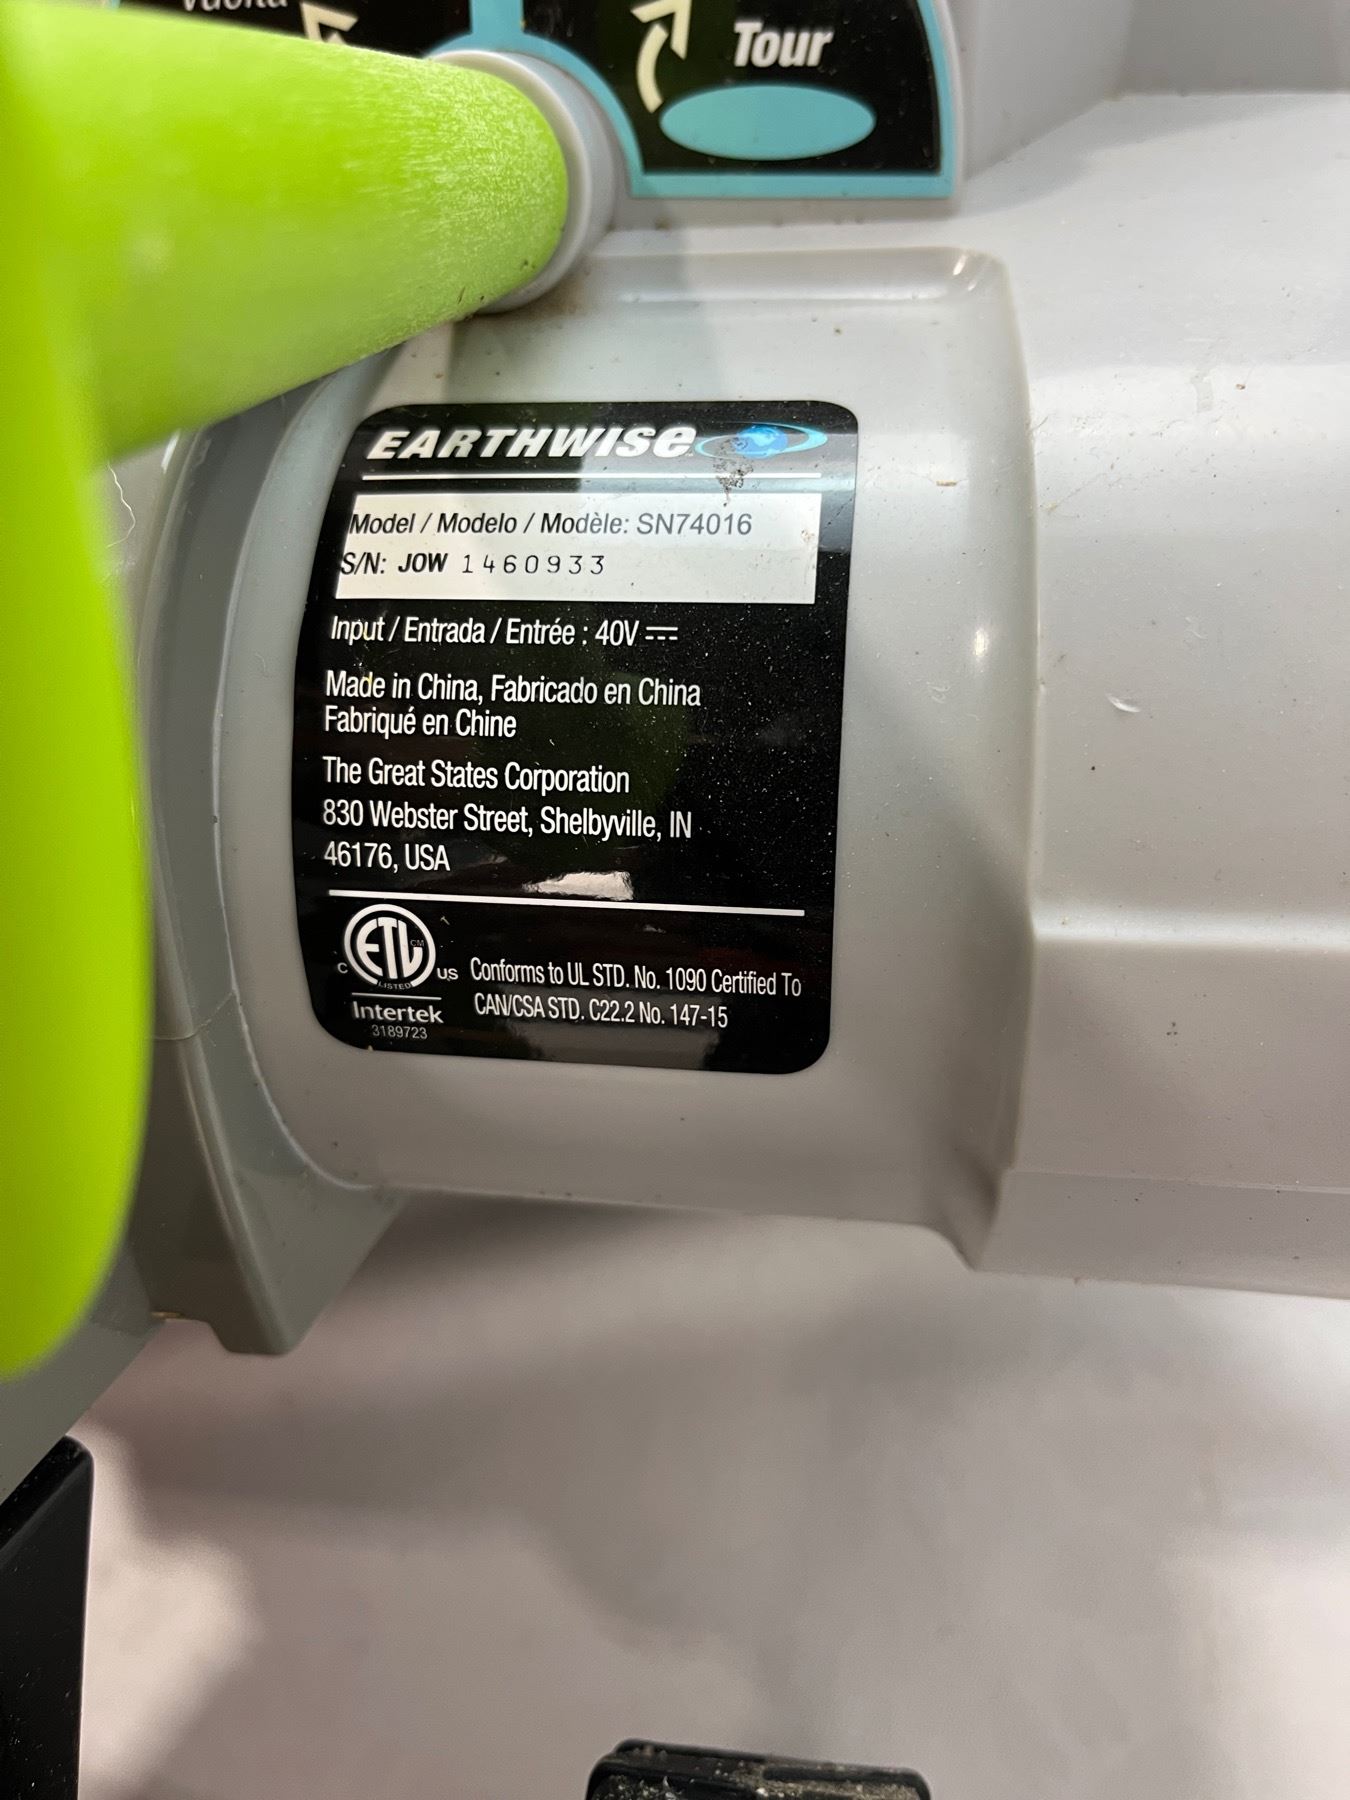 Vuelta
Tour
EARTHWISE
Model / Modelo / Modèle: SN74016
S/N: JOW 1460933
Input / Entrada / Entrée : 40V ⎓
Made in China, Fabricado en China
Fabriqué en Chine
The Great States Corporation
830 Webster Street, Shelbyville, IN
46176, USA
ETL CM
LISTED
C US
Conforms to UL STD. No. 1090 Certified To
CAN/CSA STD. C22.2 No. 147-15
Intertek
3189723